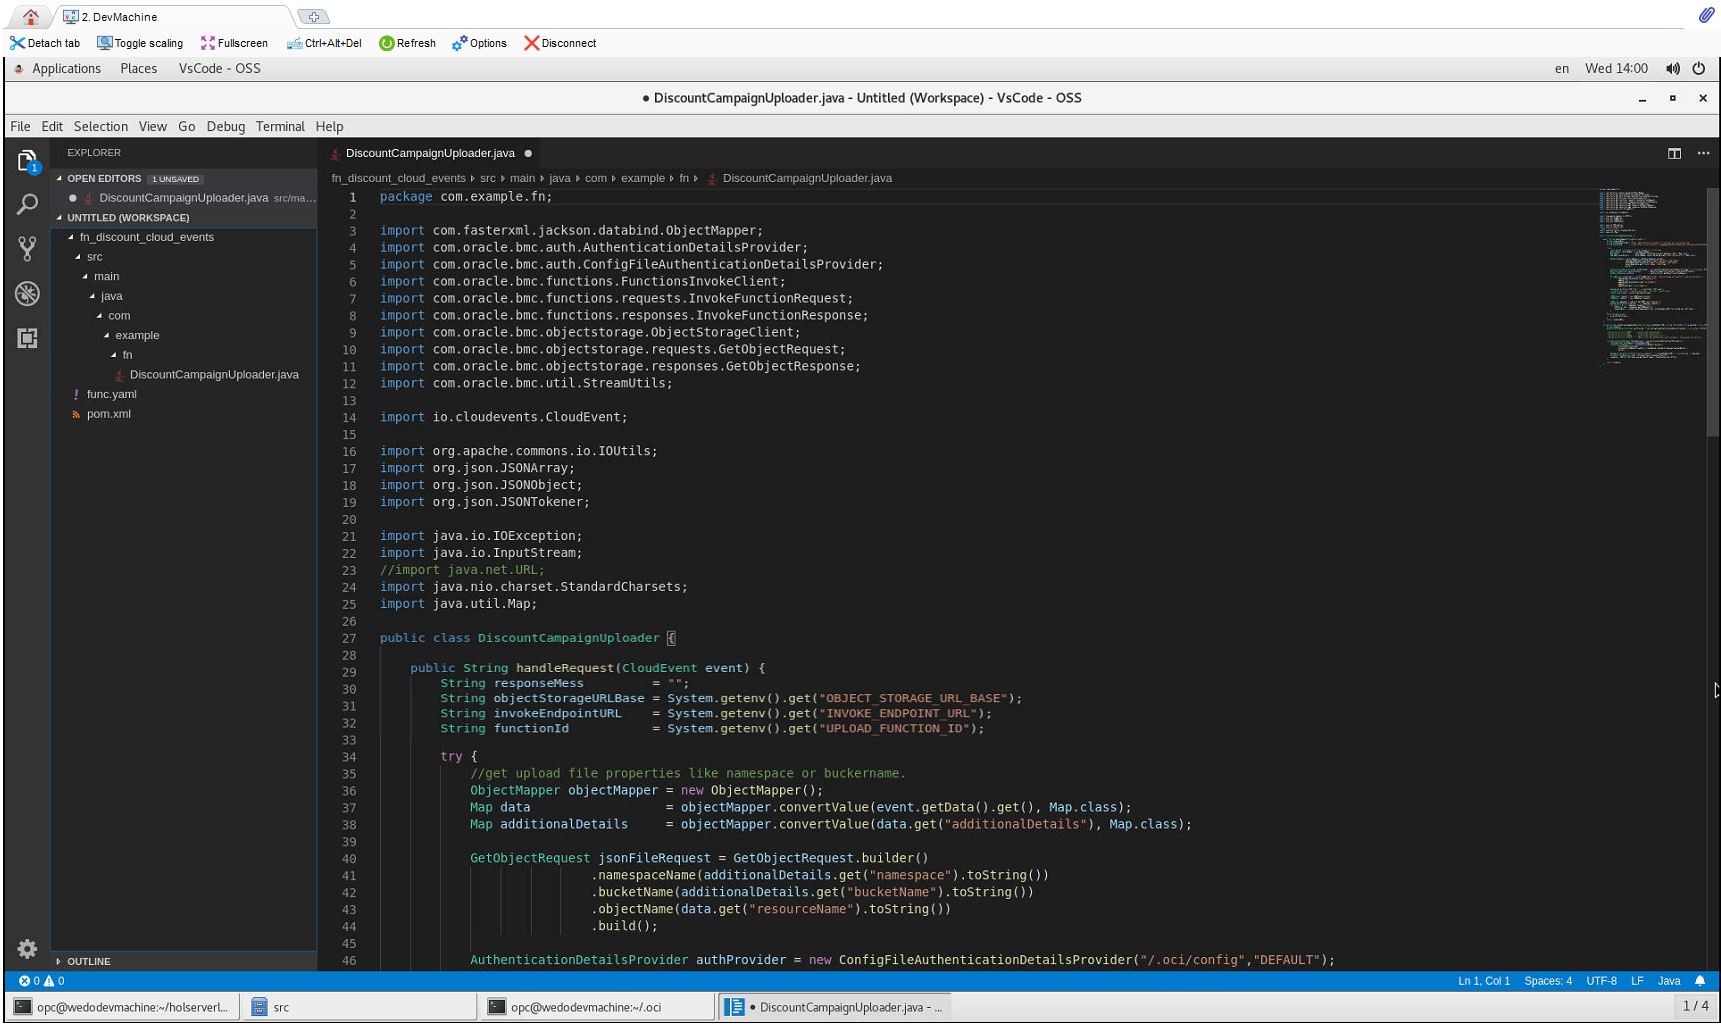 2. DevMachine
Detach tab Toggle scaling Fullscreen Ctrl+Alt+Del Refresh Options Disconnect
Applications Places VsCode - OSS en Wed 14:00
● DiscountCampaignUploader.java - Untitled (Workspace) - VsCode - OSS
File Edit Selection View Go Debug Terminal Help
EXPLORER
1
OPEN EDITORS 1 UNSAVED
● DiscountCampaignUploader.java src/ma...
UNTITLED (WORKSPACE)
fn_discount_cloud_events
src
main
java
com
example
fn
DiscountCampaignUploader.java
! func.yaml
pom.xml
OUTLINE
DiscountCampaignUploader.java ●
fn_discount_cloud_events › src › main › java › com › example › fn › DiscountCampaignUploader.java
1 package com.example.fn;
2
3 import com.fasterxml.jackson.databind.ObjectMapper;
4 import com.oracle.bmc.auth.AuthenticationDetailsProvider;
5 import com.oracle.bmc.auth.ConfigFileAuthenticationDetailsProvider;
6 import com.oracle.bmc.functions.FunctionsInvokeClient;
7 import com.oracle.bmc.functions.requests.InvokeFunctionRequest;
8 import com.oracle.bmc.functions.responses.InvokeFunctionResponse;
9 import com.oracle.bmc.objectstorage.ObjectStorageClient;
10 import com.oracle.bmc.objectstorage.requests.GetObjectRequest;
11 import com.oracle.bmc.objectstorage.responses.GetObjectResponse;
12 import com.oracle.bmc.util.StreamUtils;
13
14 import io.cloudevents.CloudEvent;
15
16 import org.apache.commons.io.IOUtils;
17 import org.json.JSONArray;
18 import org.json.JSONObject;
19 import org.json.JSONTokener;
20
21 import java.io.IOException;
22 import java.io.InputStream;
23 //import java.net.URL;
24 import java.nio.charset.StandardCharsets;
25 import java.util.Map;
26
27 public class DiscountCampaignUploader {
28
29 public String handleRequest(CloudEvent event) {
30 String responseMess = "";
31 String objectStorageURLBase = System.getenv().get("OBJECT_STORAGE_URL_BASE");
32 String invokeEndpointURL = System.getenv().get("INVOKE_ENDPOINT_URL");
33 String functionId = System.getenv().get("UPLOAD_FUNCTION_ID");
34 try {
35 //get upload file properties like namespace or buckername.
36 ObjectMapper objectMapper = new ObjectMapper();
37 Map data = objectMapper.convertValue(event.getData().get(), Map.class);
38 Map additionalDetails = objectMapper.convertValue(data.get("additionalDetails"), Map.class);
39
40 GetObjectRequest jsonFileRequest = GetObjectRequest.builder()
41 .namespaceName(additionalDetails.get("namespace").toString())
42 .bucketName(additionalDetails.get("bucketName").toString())
43 .objectName(data.get("resourceName").toString())
44 .build();
45
46 AuthenticationDetailsProvider authProvider = new ConfigFileAuthenticationDetailsProvider("/.oci/config","DEFAULT");
0 0 Ln 1, Col 1 Spaces: 4 UTF-8 LF Java
opc@wedodevmachine:~/holserverl... src opc@wedodevmachine:~/.oci ● DiscountCampaignUploader.java - ... 1 / 4